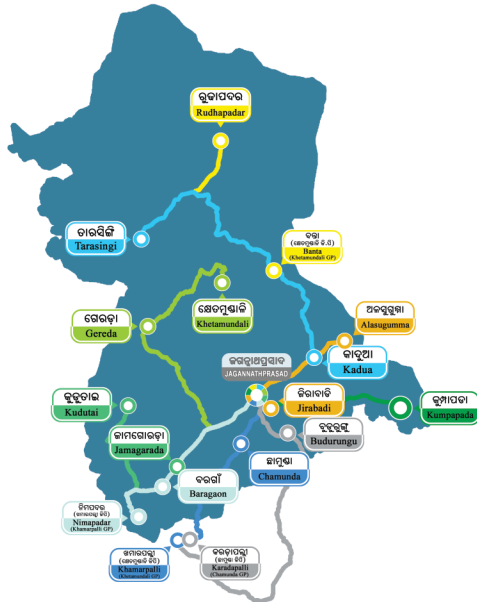 ରୁଢାପଦର
Rudhapadar
ତାରସିଙ୍ଗି
Tarasingi
ବନ୍ତା
Banta
(Khetamundali GP)
କ୍ଷେତମୁଣ୍ଡାଳି
Khetamundali
ଗେରଡ଼ା
Gereda
ଅଳସୁଗୁମ୍ମା
Alasugumma
କାଦୁଆ
Kadua
ଜଗନ୍ନାଥପ୍ରସାଦ
JAGANNATHPRASAD
କୁଡୁତାଇ
Kudutai
ଜିରାବାଡି
Jirabadi
କୁମ୍ପାପଡା
Kumpapada
ଜାମଗୋରଡ଼ା
Jamagarada
ବୁଦୁରୁଙ୍ଗୁ
Budurungu
ଛାମୁଣ୍ଡା
Chamunda
ବରଗାଁ
Baragaon
ନିମପଦର
Nimapadar
(Khamarpalli GP)
ଖମାରପଲ୍ଲୀ
Khamarpalli
(Khetamundali GP)
କରଡ଼ାପଲ୍ଲୀ
Karadapalli
(Chamunda GP)